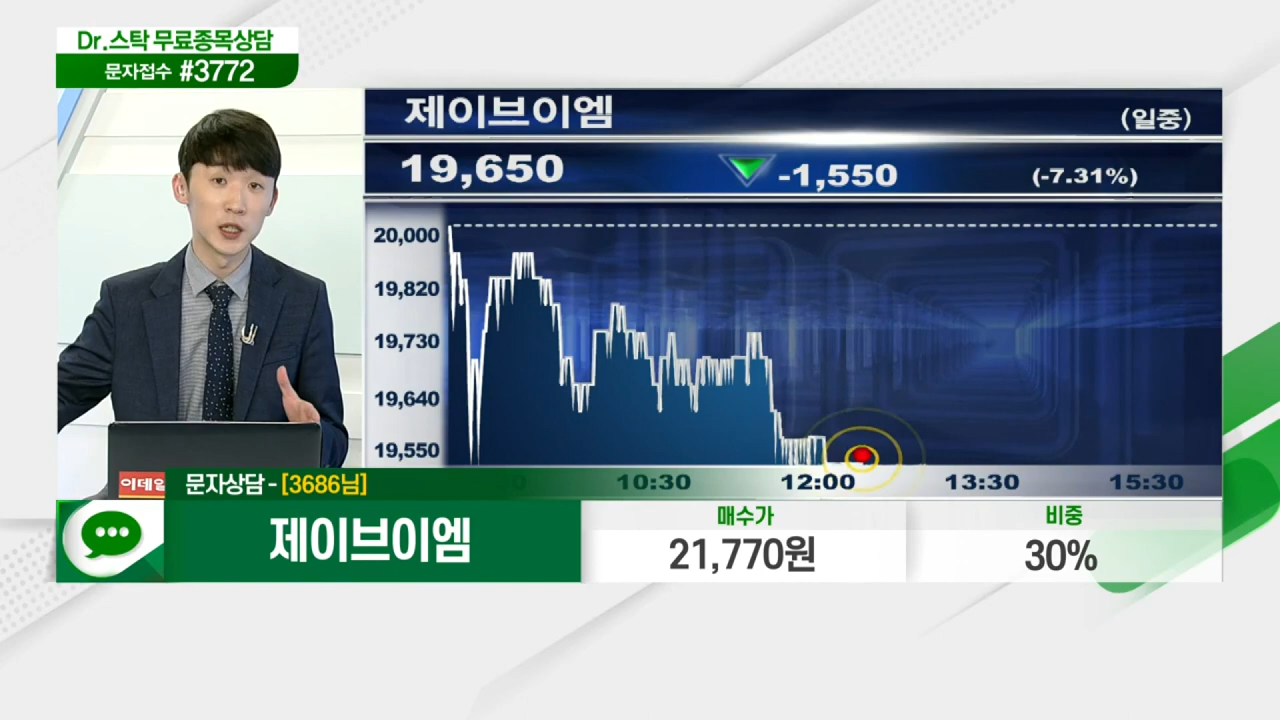 Dr.스탁 무료종목상담
문자접수 #3772
제이브이엠
(일중)
19,650 -1,550 (-7.31%)
20,000
19,820
19,730
19,640
19,550
10:30 12:00 13:30 15:30
이데일
문자상담 - [3686님]
제이브이엠
매수가
21,770원
비중
30%